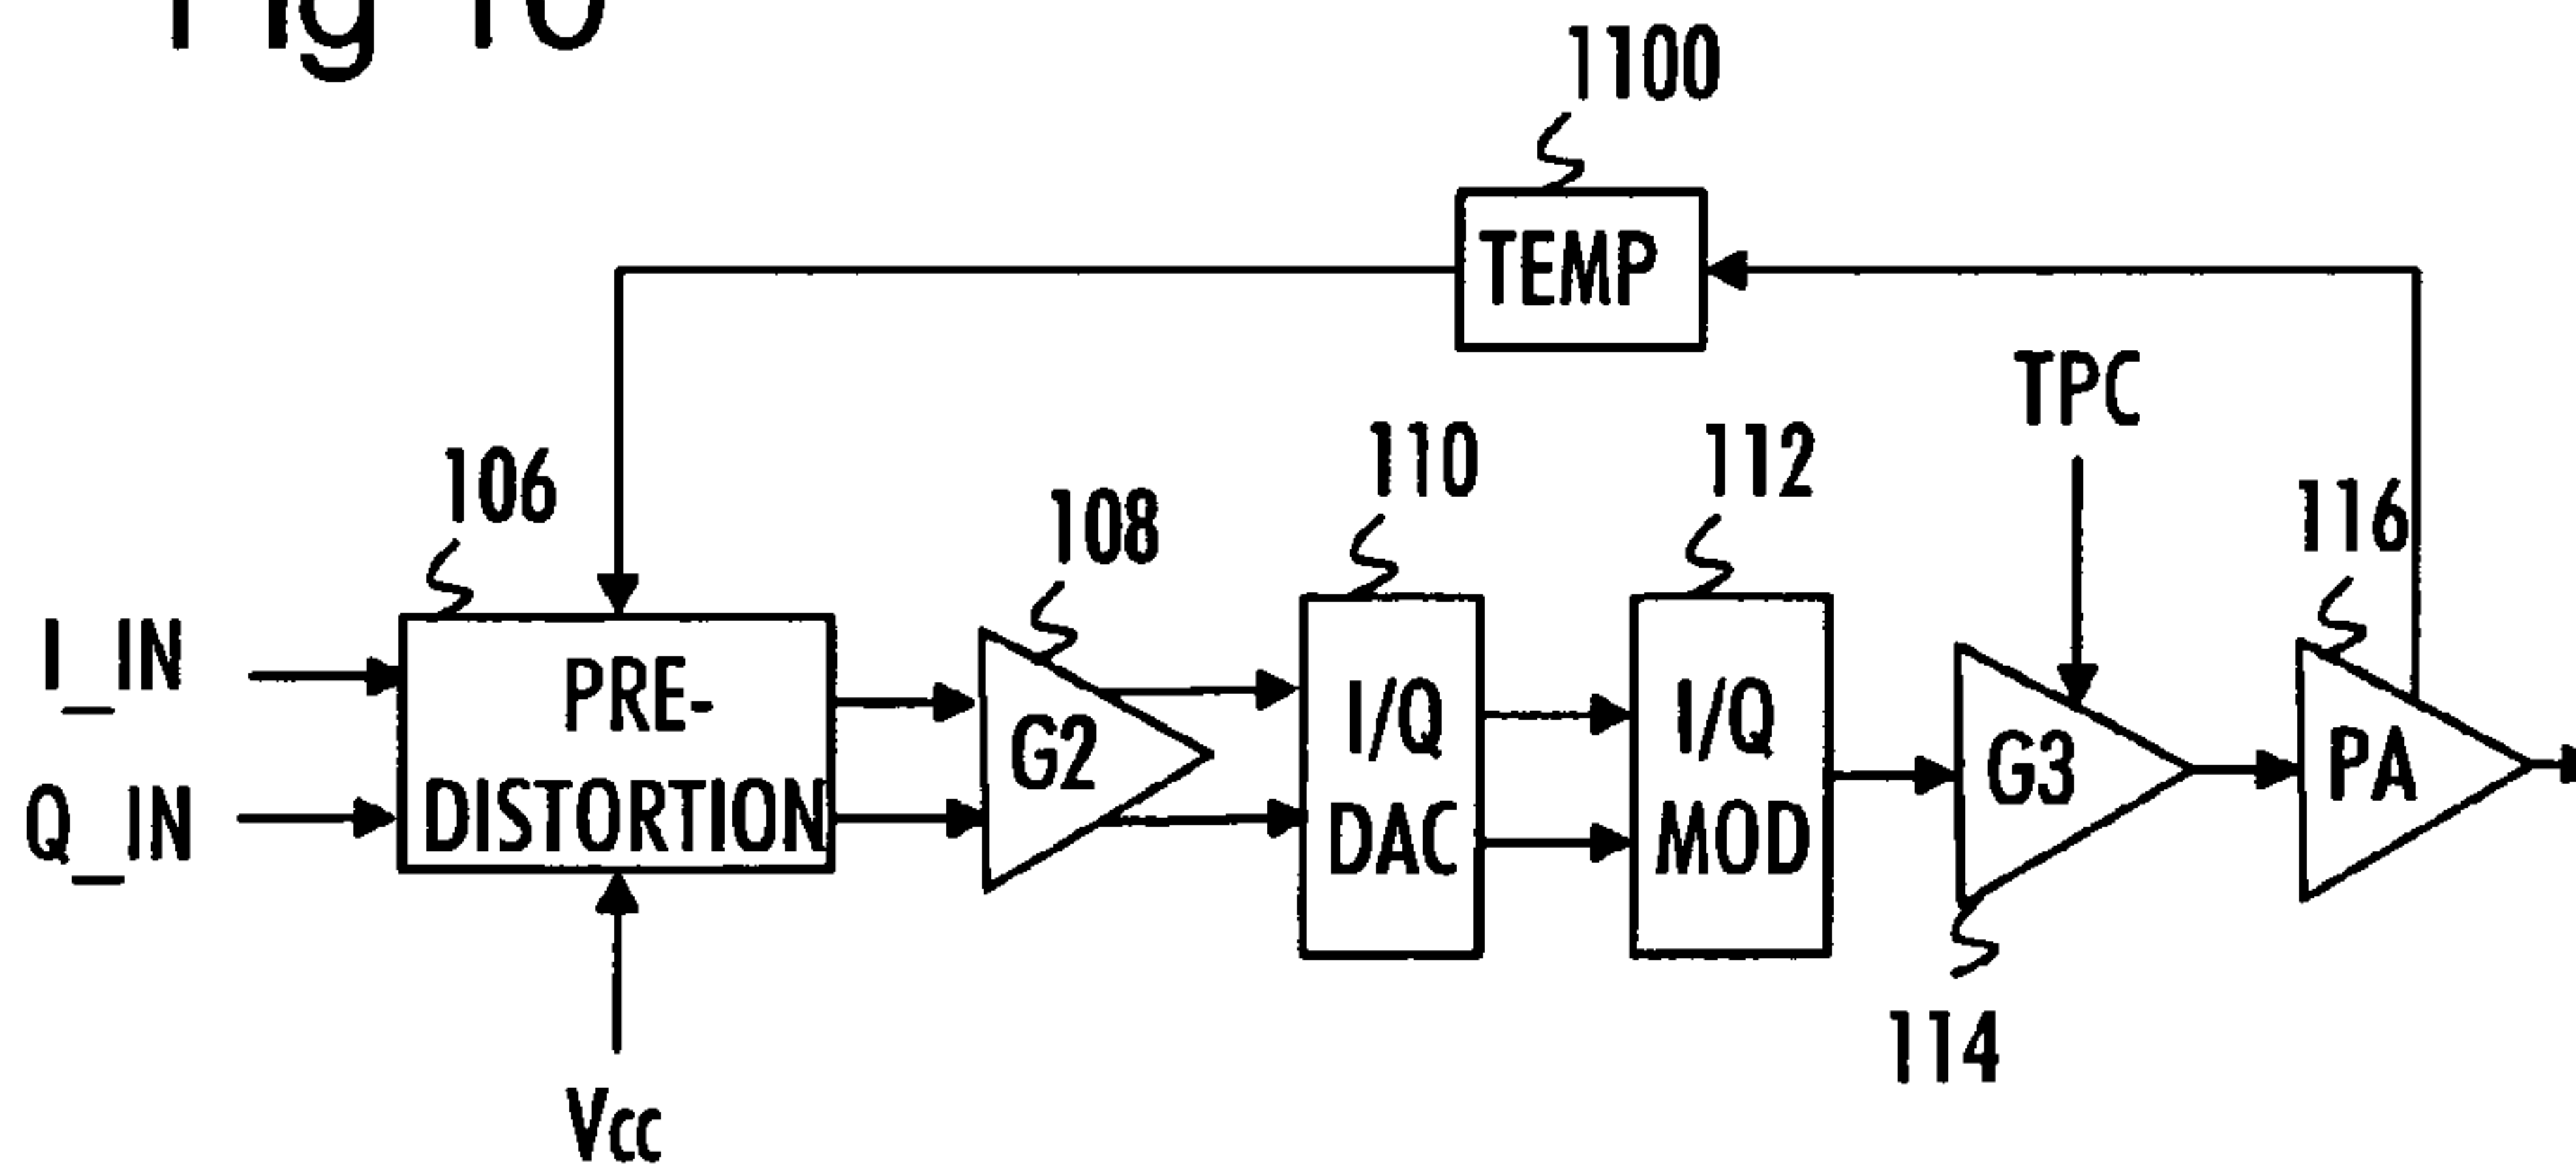 Fig 10
1100
TEMP
TPC
106
108
110
112
116
I_IN
Q_IN
PRE-
DISTORTION
G2
I/Q
DAC
I/Q
MOD
G3
PA
114
Vcc